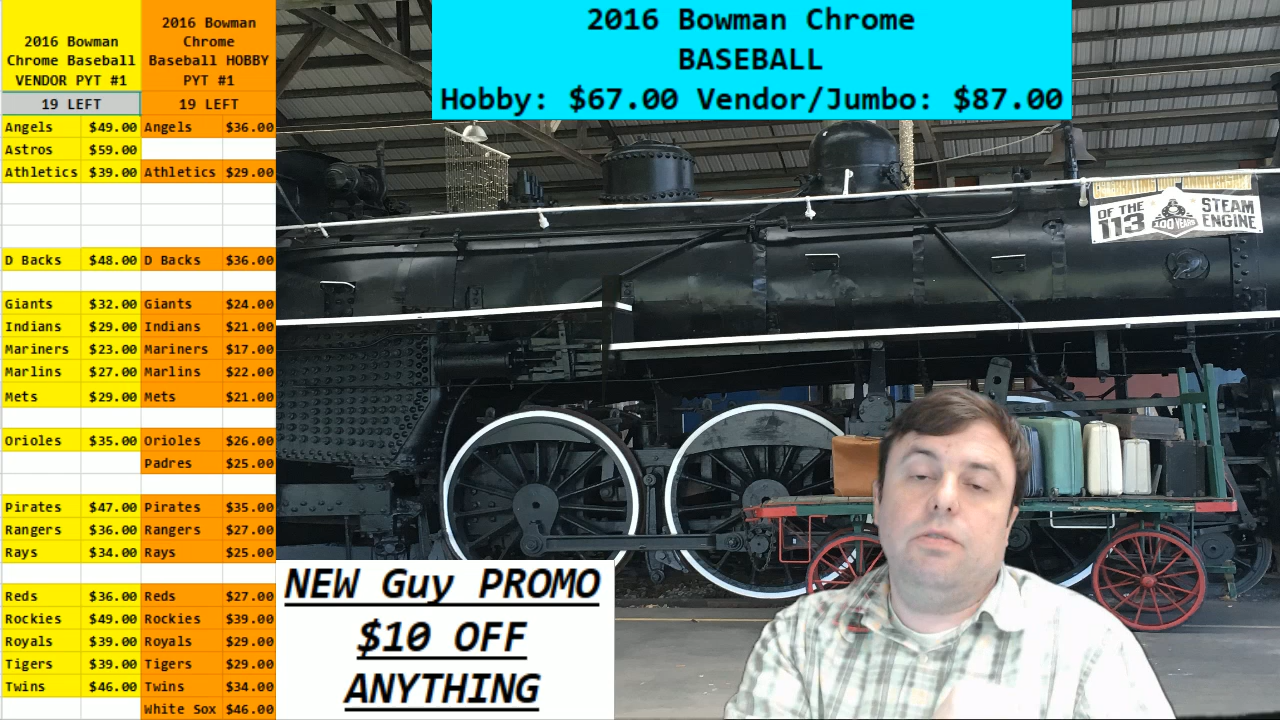 2016 Bowman
Chrome Baseball
VENDOR PYT #1
19 LEFT
Angels $49.00
Astros $59.00
Athletics $39.00
D Backs $48.00
Giants $32.00
Indians $29.00
Mariners $23.00
Marlins $27.00
Mets $29.00
Orioles $35.00
Pirates $47.00
Rangers $36.00
Rays $34.00
Reds $36.00
Rockies $49.00
Royals $39.00
Tigers $39.00
Twins $46.00
2016 Bowman
Chrome
Baseball HOBBY
PYT #1
19 LEFT
Angels $36.00
Athletics $29.00
D Backs $36.00
Giants $24.00
Indians $21.00
Mariners $17.00
Marlins $22.00
Mets $21.00
Orioles $26.00
Padres $25.00
Pirates $35.00
Rangers $27.00
Rays $25.00
Reds $27.00
Rockies $39.00
Royals $29.00
Tigers $29.00
Twins $34.00
White Sox $46.00
2016 Bowman Chrome
BASEBALL
Hobby: $67.00 Vendor/Jumbo: $87.00
OF THE
113
100 YEARS
STEAM
ENGINE
NEW Guy PROMO
$10 OFF
ANYTHING